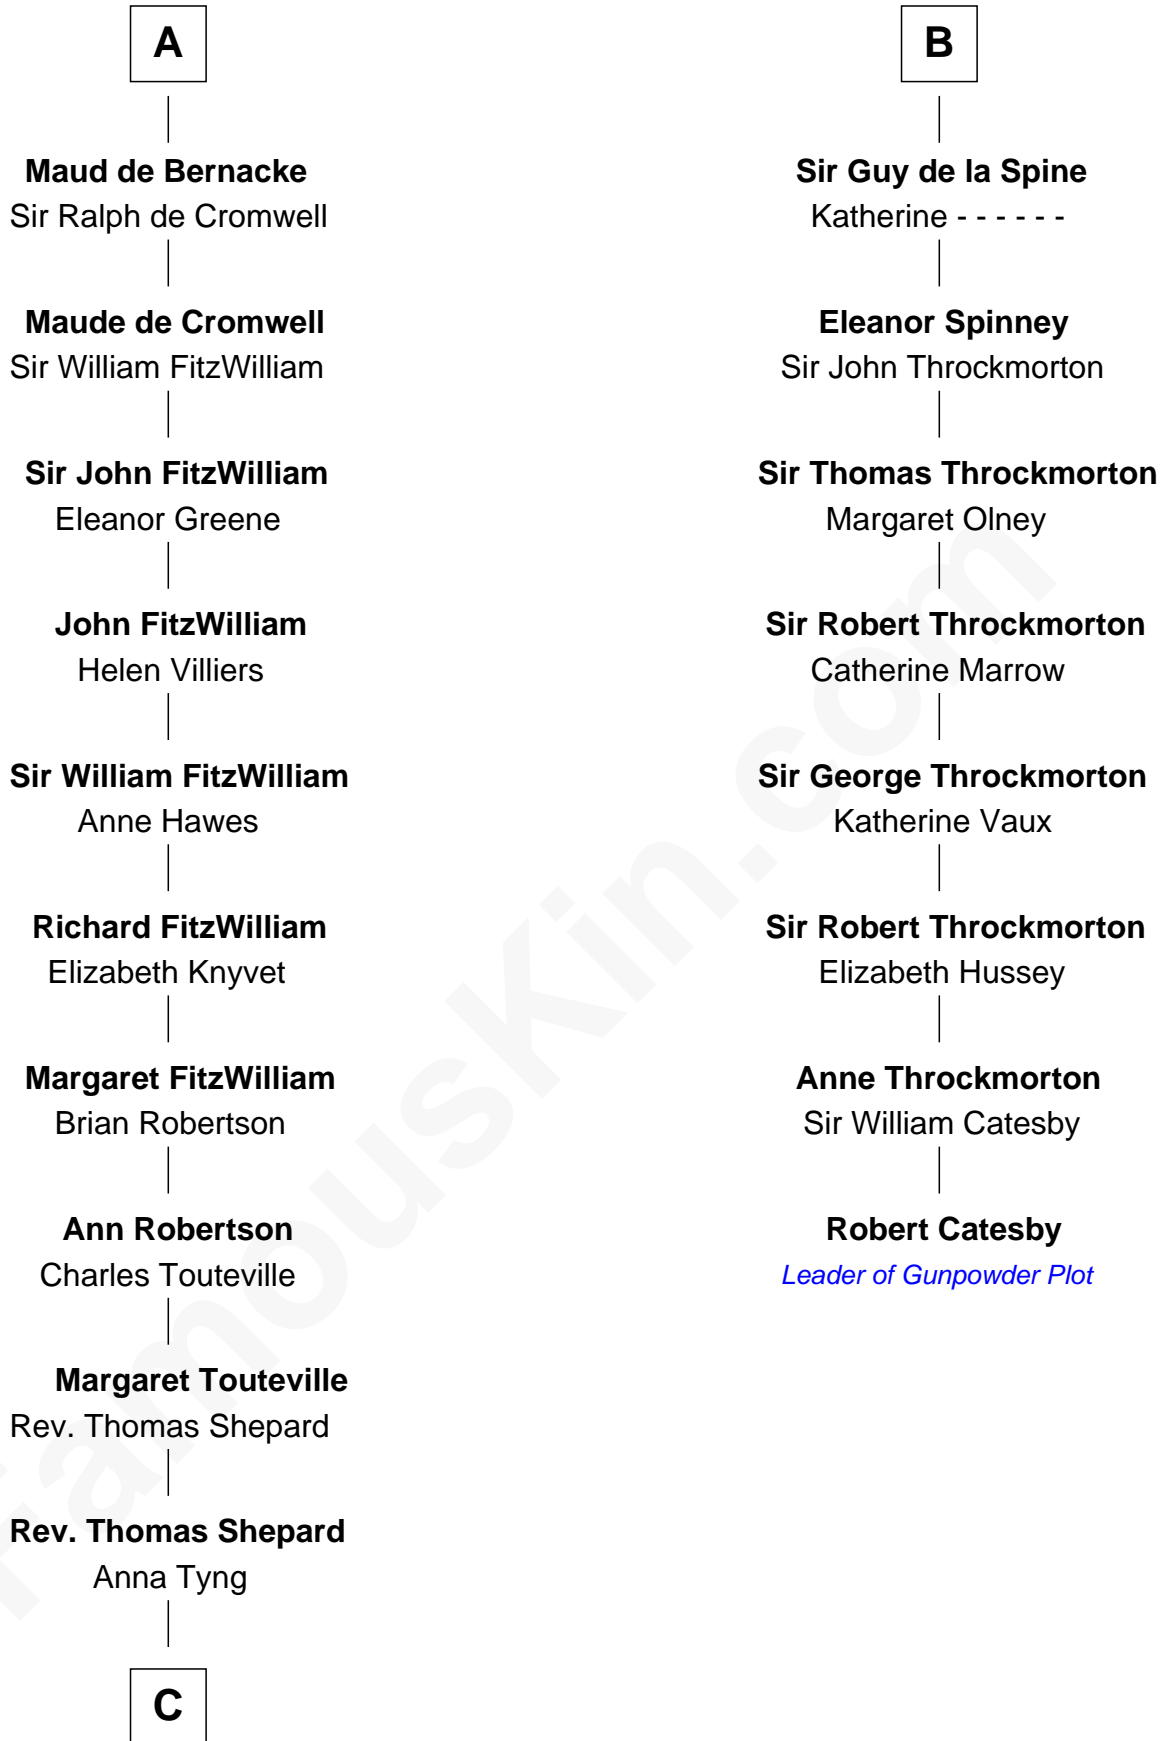 A
Maud de Bernacke
Sir Ralph de Cromwell
Maude de Cromwell
Sir William FitzWilliam
Sir John FitzWilliam
Eleanor Greene
John FitzWilliam
Helen Villiers
Sir William FitzWilliam
Anne Hawes
Richard FitzWilliam
Elizabeth Knyvet
Margaret FitzWilliam
Brian Robertson
Ann Robertson
Charles Touteville
Margaret Touteville
Rev. Thomas Shepard
Rev. Thomas Shepard
Anna Tyng
C
B
Sir Guy de la Spine
Katherine - - - - - -
Eleanor Spinney
Sir John Throckmorton
Sir Thomas Throckmorton
Margaret Olney
Sir Robert Throckmorton
Catherine Marrow
Sir George Throckmorton
Katherine Vaux
Sir Robert Throckmorton
Elizabeth Hussey
Anne Throckmorton
Sir William Catesby
Robert Catesby
Leader of Gunpowder Plot
FamousKin.com